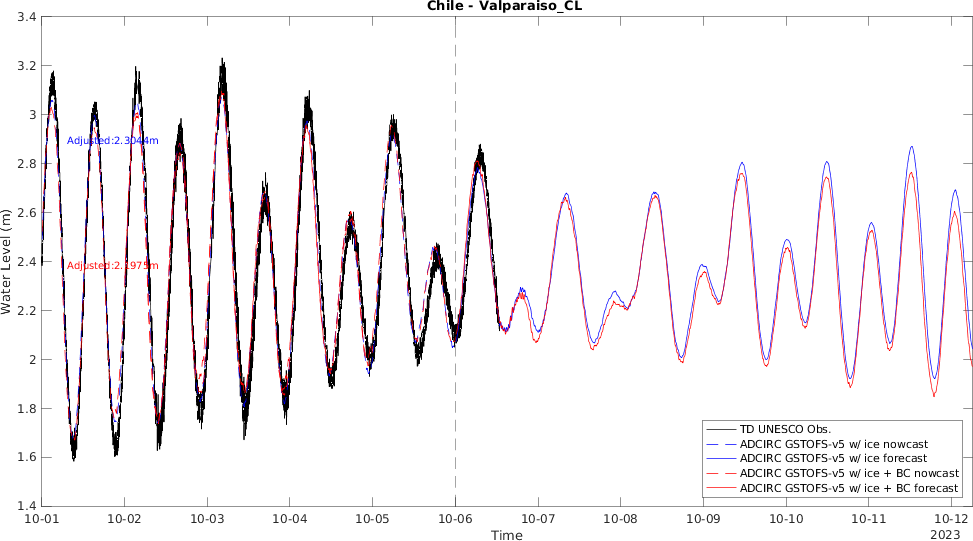 Chile - Valparaiso_CL
3.4
3.2
3
2.8
2.6
2.4
2.2
2
1.8
1.6
1.4
Water Level (m)
Adjusted:2.3044m
Adjusted:2.1975m
TD UNESCO Obs.
ADCIRC GSTOFS-v5 w/ ice nowcast
ADCIRC GSTOFS-v5 w/ ice forecast
ADCIRC GSTOFS-v5 w/ ice + BC nowcast
ADCIRC GSTOFS-v5 w/ ice + BC forecast
10-01 10-02 10-03 10-04 10-05 10-06 10-07 10-08 10-09 10-10 10-11 10-12
Time
2023